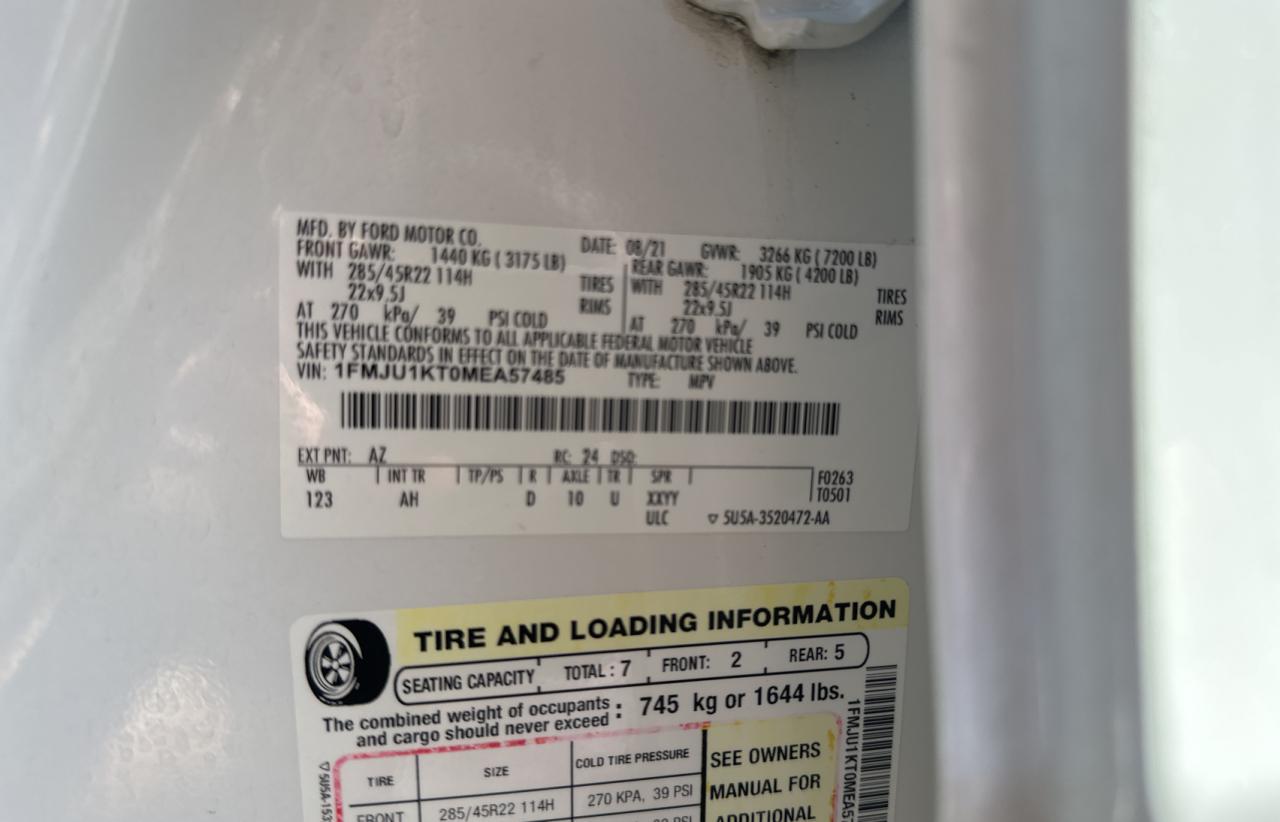 MFD. BY FORD MOTOR CO. DATE: 08/21 GVWR: 3266 KG ( 7200 LB)
FRONT GAWR: 1440 KG ( 3175 LB) REAR GAWR: 1905 KG ( 4200 LB)
WITH 285/45R22 114H TIRES WITH 285/45R22 114H TIRES
22x9.5J RIMS 22x9.5J RIMS
AT 270 kPa/ 39 PSI COLD AT 270 kPa/ 39 PSI COLD
THIS VEHICLE CONFORMS TO ALL APPLICABLE FEDERAL MOTOR VEHICLE
SAFETY STANDARDS IN EFFECT ON THE DATE OF MANUFACTURE SHOWN ABOVE.
VIN: 1FMJU1KT0MEA57485 TYPE: MPV
EXT PNT: AZ RC: 24 DSO:
WB INT TR TP/PS R AXLE TR SPR F0263
123 AH D 10 U XXYY T0501
ULC ▽ 5U5A-3520472-AA
TIRE AND LOADING INFORMATION
SEATING CAPACITY TOTAL : 7 FRONT: 2 REAR: 5
The combined weight of occupants and cargo should never exceed : 745 kg or 1644 lbs.
TIRE SIZE COLD TIRE PRESSURE
FRONT 285/45R22 114H 270 KPA, 39 PSI
SEE OWNERS
MANUAL FOR
ADDITIONAL
PSI
1FMJU1KT0MEA57
▽ 5U5A-153